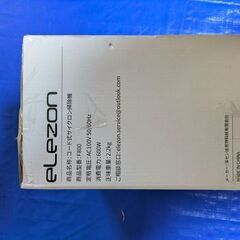 eLEZON
商品名称：コード式サイクロン掃除機
商品型番：F800
定格電圧：AC100V 50/60Hz
消費電力：600W
正味重量：2.2kg
ご相談窓口：elezon.service@outlook.com